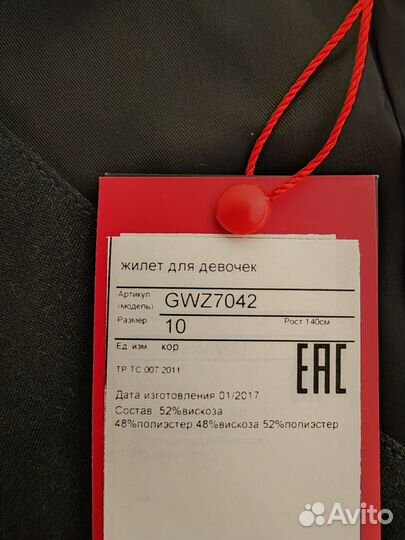 жилет для девочек
Артикул (модель) GWZ7042
Размер 10 Рост 140см
Ед. изм. кор
ТР ТС 007 2011
EAC
Дата изготовления 01/2017
Состав. 52%вискоза
48%полиэстер.48%вискоза 52%полиэстер
Avito